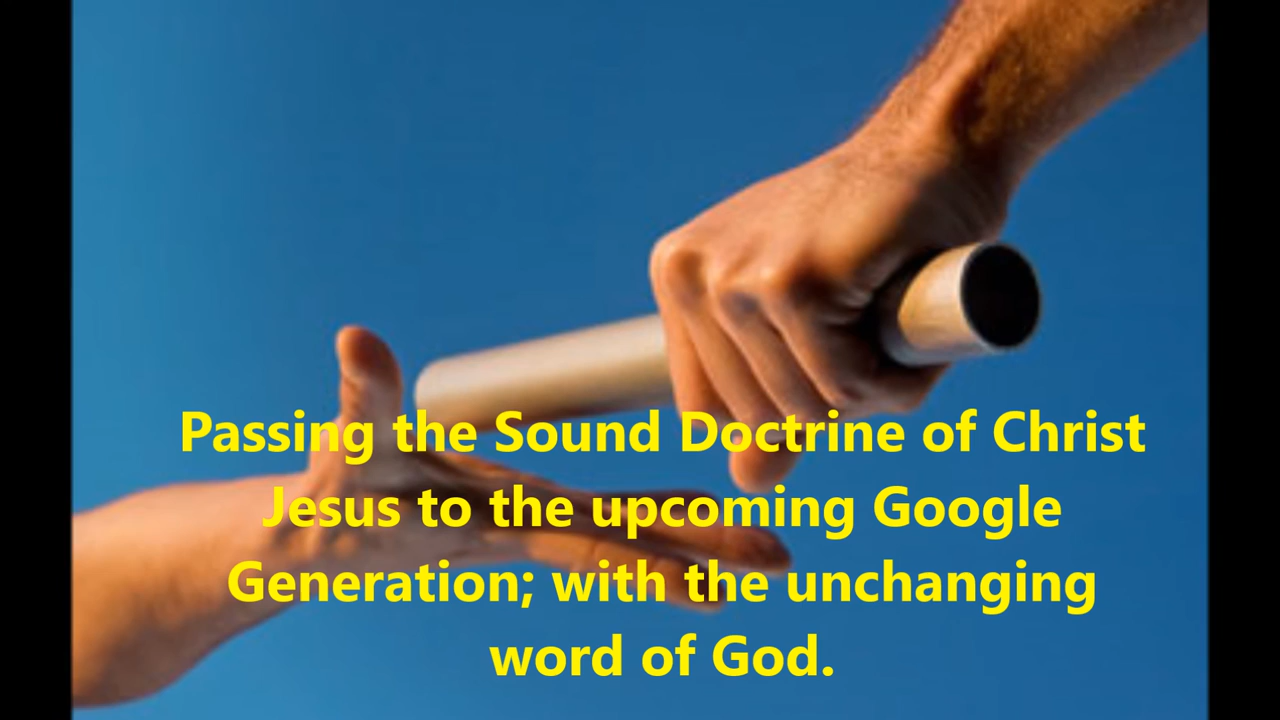 Passing the Sound Doctrine of Christ
Jesus to the upcoming Google
Generation; with the unchanging
word of God.